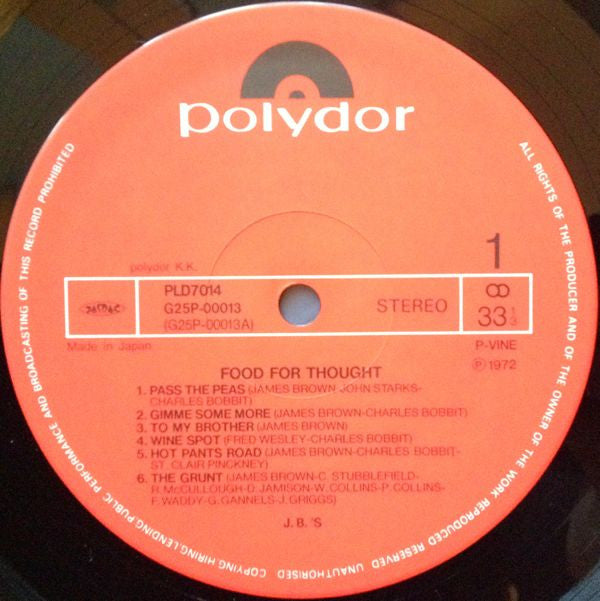 polydor
ALL RIGHTS OF THE PRODUCER AND OF THE OWNER OF THE WORK REPRODUCED RESERVED UNAUTHORISED COPYING, HIRING, LENDING, PUBLIC PERFORMANCE AND BROADCASTING OF THIS RECORD PROHIBITED
1
polydor K.K.
PLD7014
G25P-00013
(G25P-00013A)
STEREO
33 1/3
Made in Japan
P-VINE
℗1972
FOOD FOR THOUGHT
1. PASS THE PEAS (JAMES BROWN-JOHN STARKS-
CHARLES BOBBIT)
2. GIMME SOME MORE (JAMES BROWN-CHARLES BOBBIT)
3. TO MY BROTHER (JAMES BROWN)
4. WINE SPOT (FRED WESLEY-CHARLES BOBBIT)
5. HOT PANTS ROAD (JAMES BROWN-CHARLES BOBBIT-
ST. CLAIR PINCKNEY)
6. THE GRUNT (JAMES BROWN-C. STUBBLEFIELD-
R. McCULLOUGH-D. JAMISON-W. COLLINS-P. COLLINS-
F. WADDY-G. GANNELS-J. GRIGGS)
J. B. 'S